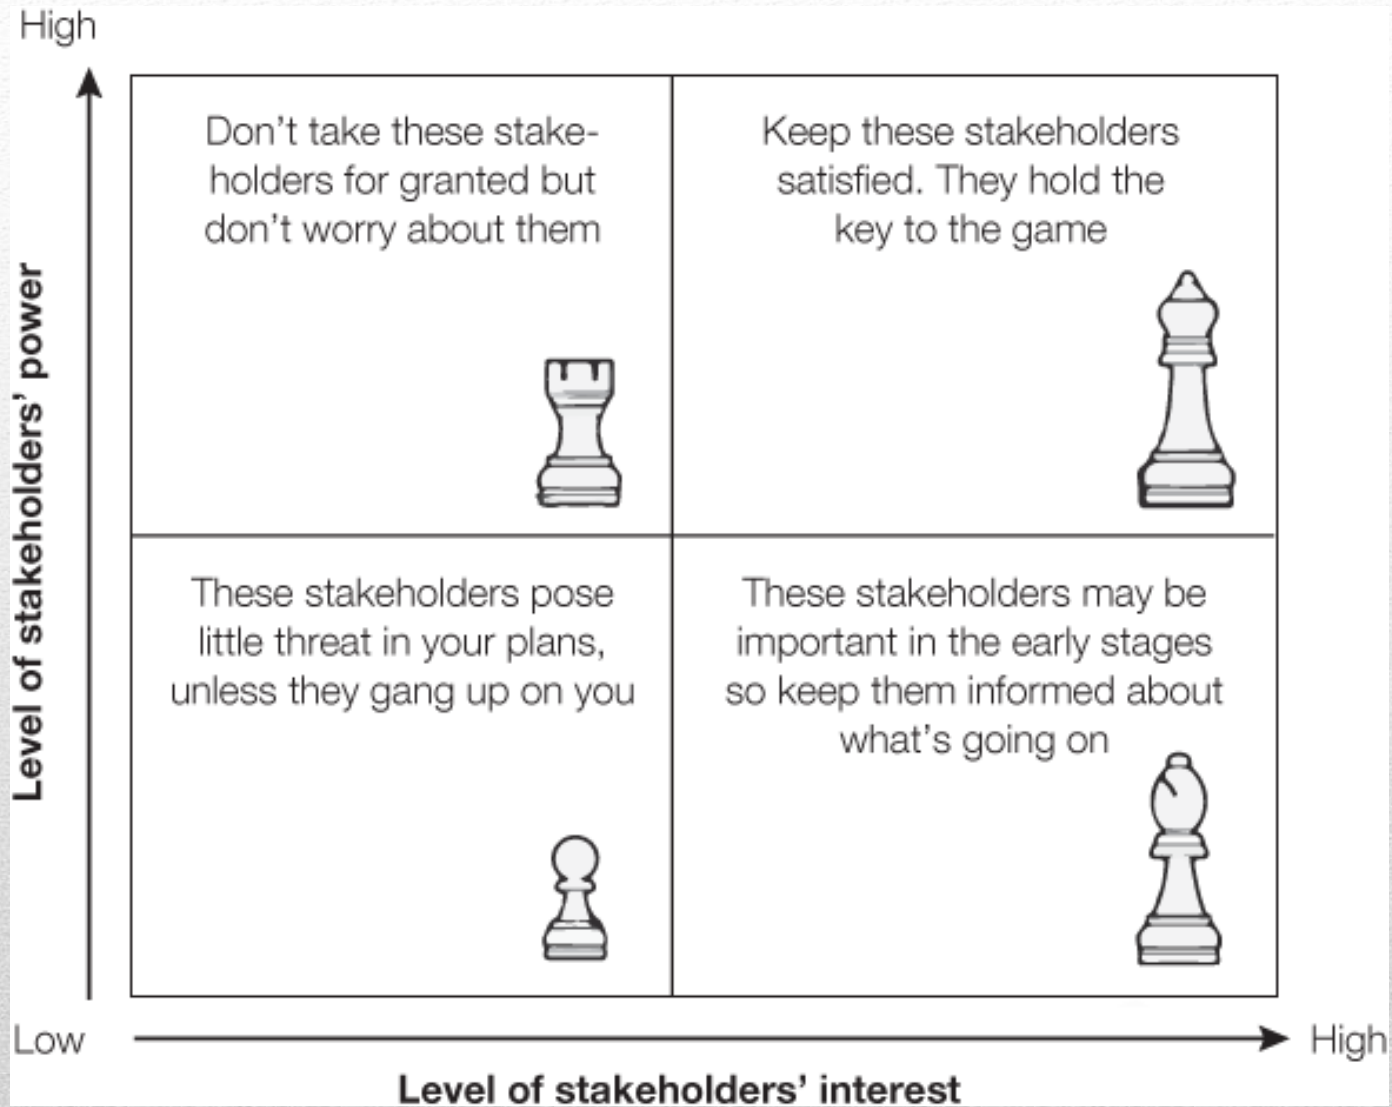 High
Don't take these stake-
holders for granted but
don't worry about them
Keep these stakeholders
satisfied. They hold the
key to the game
Level of stakeholders' power
These stakeholders pose
little threat in your plans,
unless they gang up on you
These stakeholders may be
important in the early stages
so keep them informed about
what's going on
Low
High
Level of stakeholders' interest